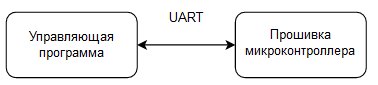 UART
Управляющая
программа
Прошивка
микроконтроллера